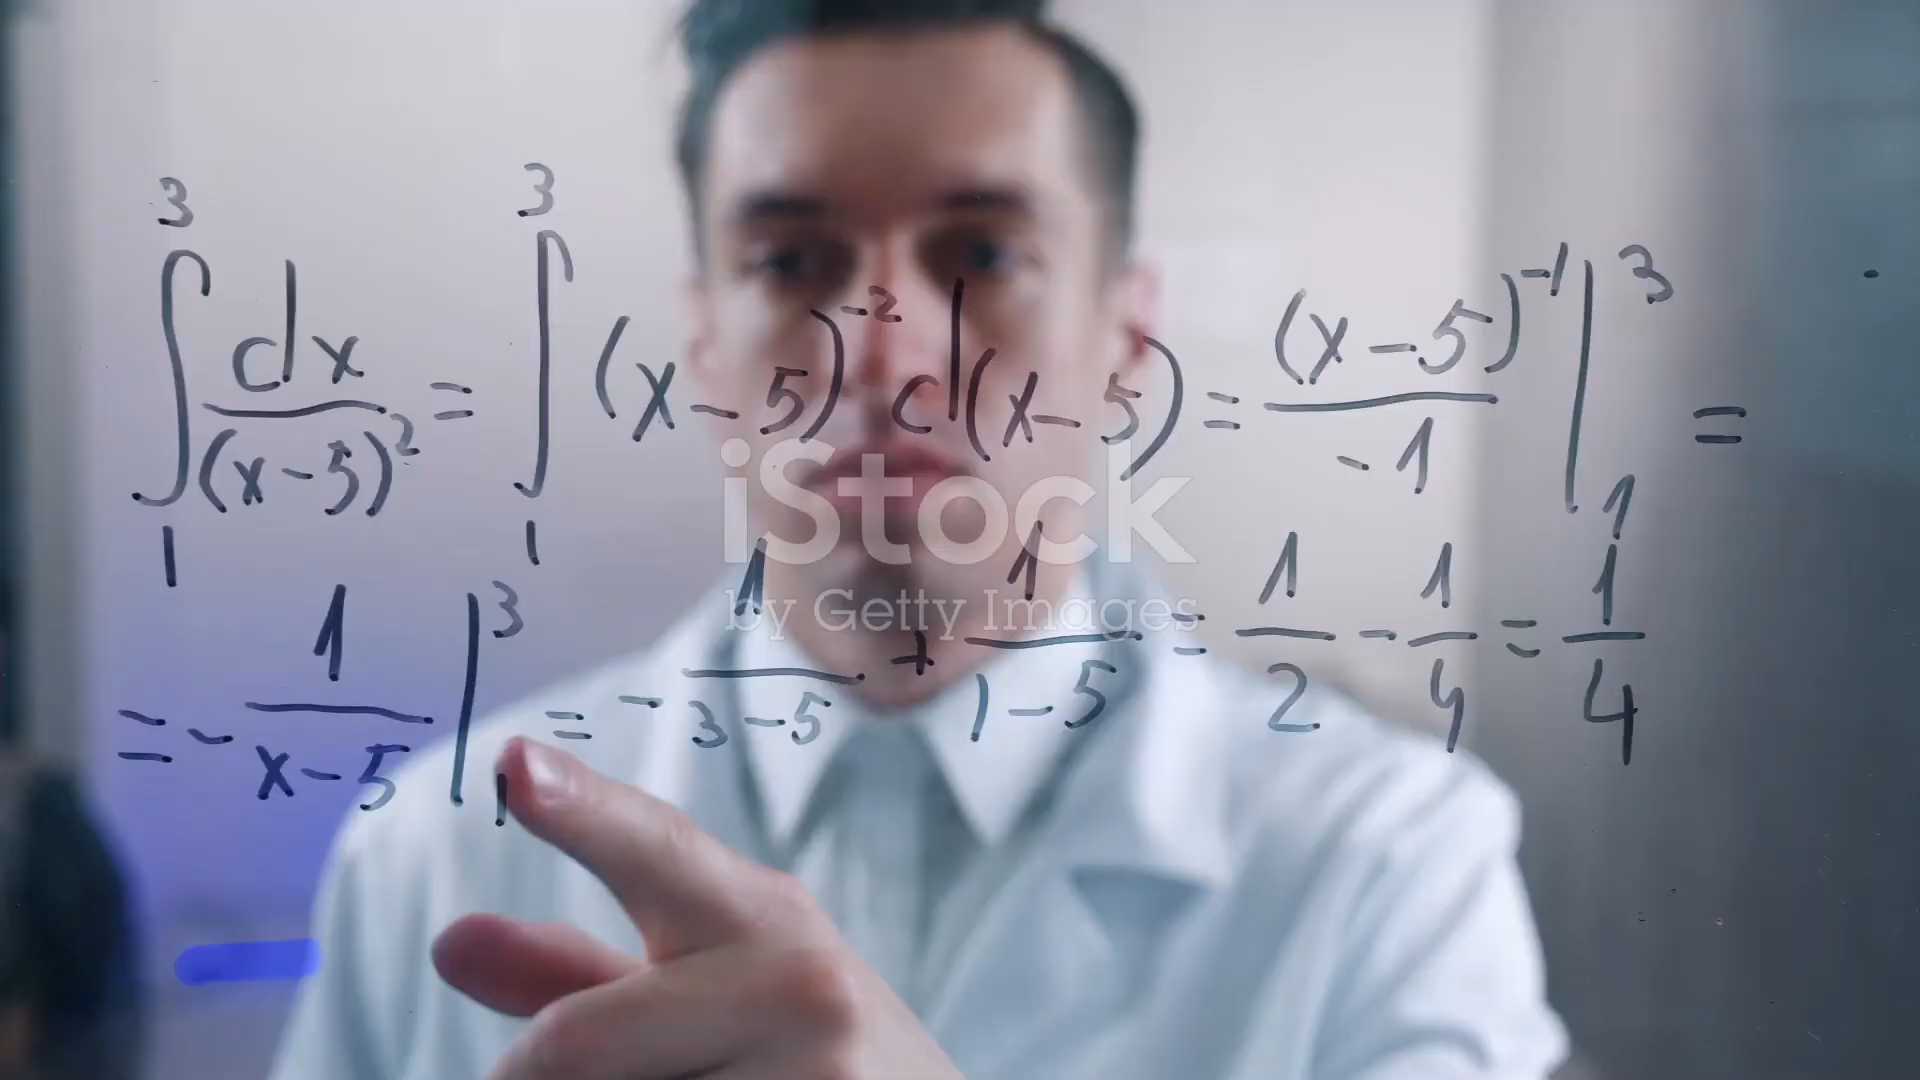 ∫₁³ dx/(x-5)² = ∫₁³ (x-5)⁻² d(x-5) = (x-5)⁻¹/-1 |₁³ =
= -1/(x-5) |₁³ = -1/(3-5) + 1/(1-5) = 1/2 - 1/4 = 1/4
iStock
by Getty Images